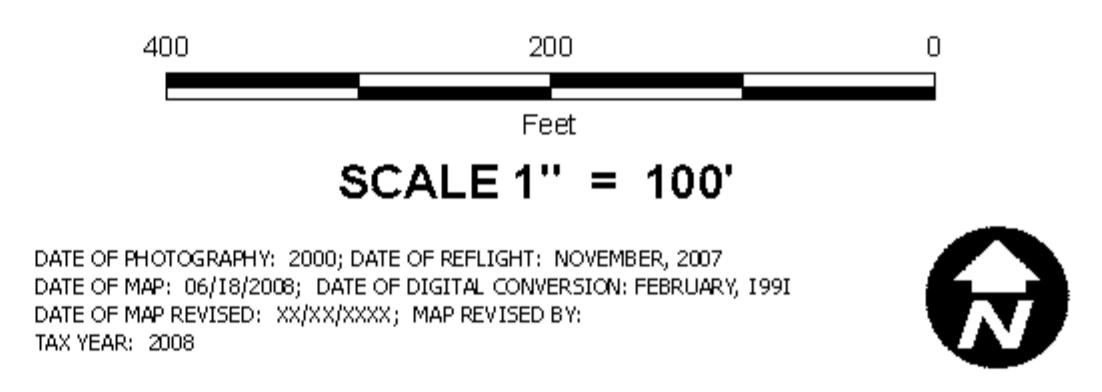 400 200 0
Feet
SCALE 1" = 100'
DATE OF PHOTOGRAPHY: 2000; DATE OF REFLIGHT: NOVEMBER, 2007
DATE OF MAP: 06/I8/2008; DATE OF DIGITAL CONVERSION: FEBRUARY, I99I
DATE OF MAP REVISED: XX/XX/XXXX; MAP REVISED BY:
TAX YEAR: 2008
N